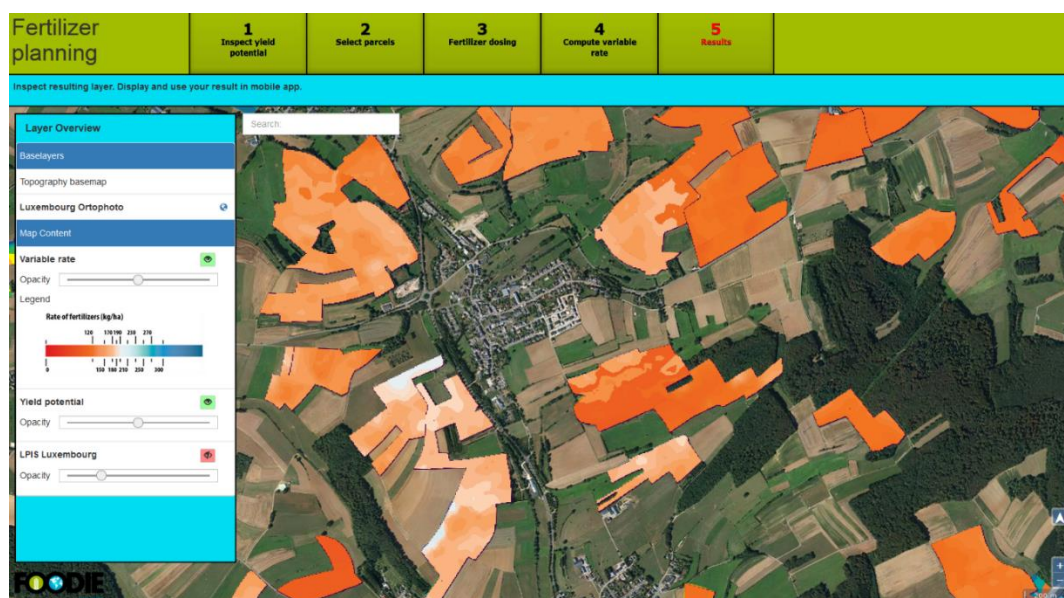 Fertilizer
planning
1
Inspect yield
potential
2
Select parcels
3
Fertilizer dosing
4
Compute variable
rate
5
Results
Inspect resulting layer. Display and use your result in mobile app.
Layer Overview
Search:
Baselayers
Topography basemap
Luxembourg Ortophoto
Map Content
Variable rate
Opacity
Legend
Rate of fertilizers (kg/ha)
120 170 190 230 270
0 150 180 210 250 300
Yield potential
Opacity
LPIS Luxembourg
Opacity
FOODIE